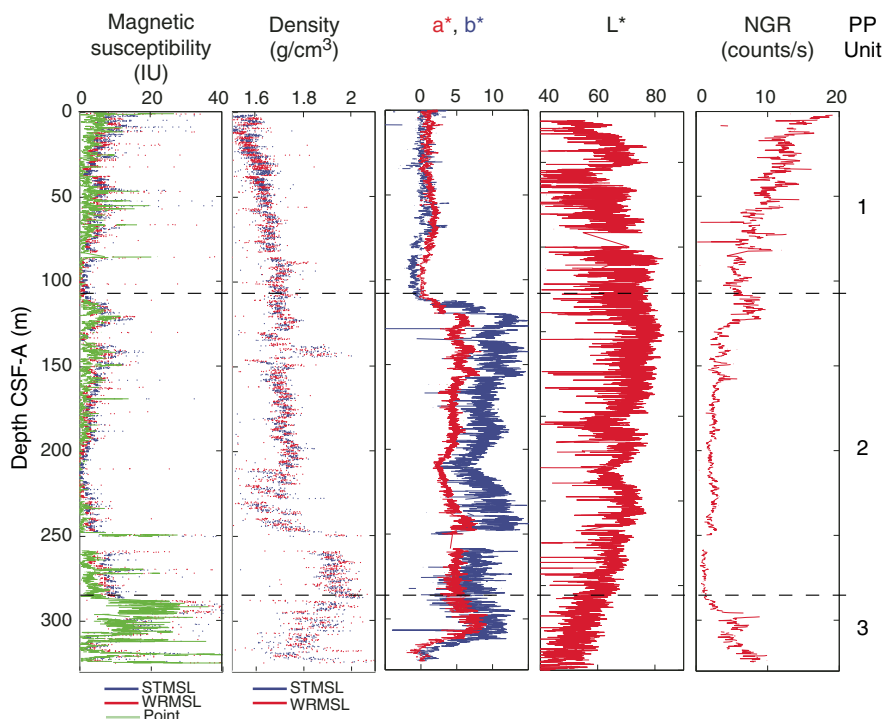 Magnetic
susceptibility
(IU)
Density
(g/cm3)
a*, b*
L*
NGR
(counts/s)
PP
Unit
0 20 40
1.6 1.8 2
0 5 10
40 60 80
0 10 20
0
50
100
150
200
250
300
Depth CSF-A (m)
1
2
3
STMSL
WRMSL
Point
STMSL
WRMSL